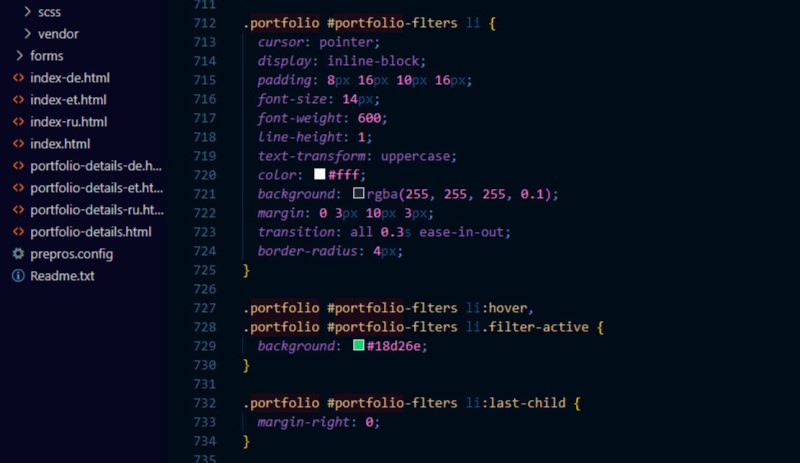 scss
vendor
forms
index-de.html
index-et.html
index-ru.html
index.html
portfolio-details-de.h...
portfolio-details-et.ht...
portfolio-details-ru.ht...
portfolio-details.html
prepros.config
Readme.txt
711
712 .portfolio #portfolio-flters li {
713 cursor: pointer;
714 display: inline-block;
715 padding: 8px 16px 10px 16px;
716 font-size: 14px;
717 font-weight: 600;
718 line-height: 1;
719 text-transform: uppercase;
720 color: #fff;
721 background: rgba(255, 255, 255, 0.1);
722 margin: 0 3px 10px 3px;
723 transition: all 0.3s ease-in-out;
724 border-radius: 4px;
725 }
726
727 .portfolio #portfolio-flters li:hover,
728 .portfolio #portfolio-flters li.filter-active {
729 background: #18d26e;
730 }
731
732 .portfolio #portfolio-flters li:last-child {
733 margin-right: 0;
734 }
735